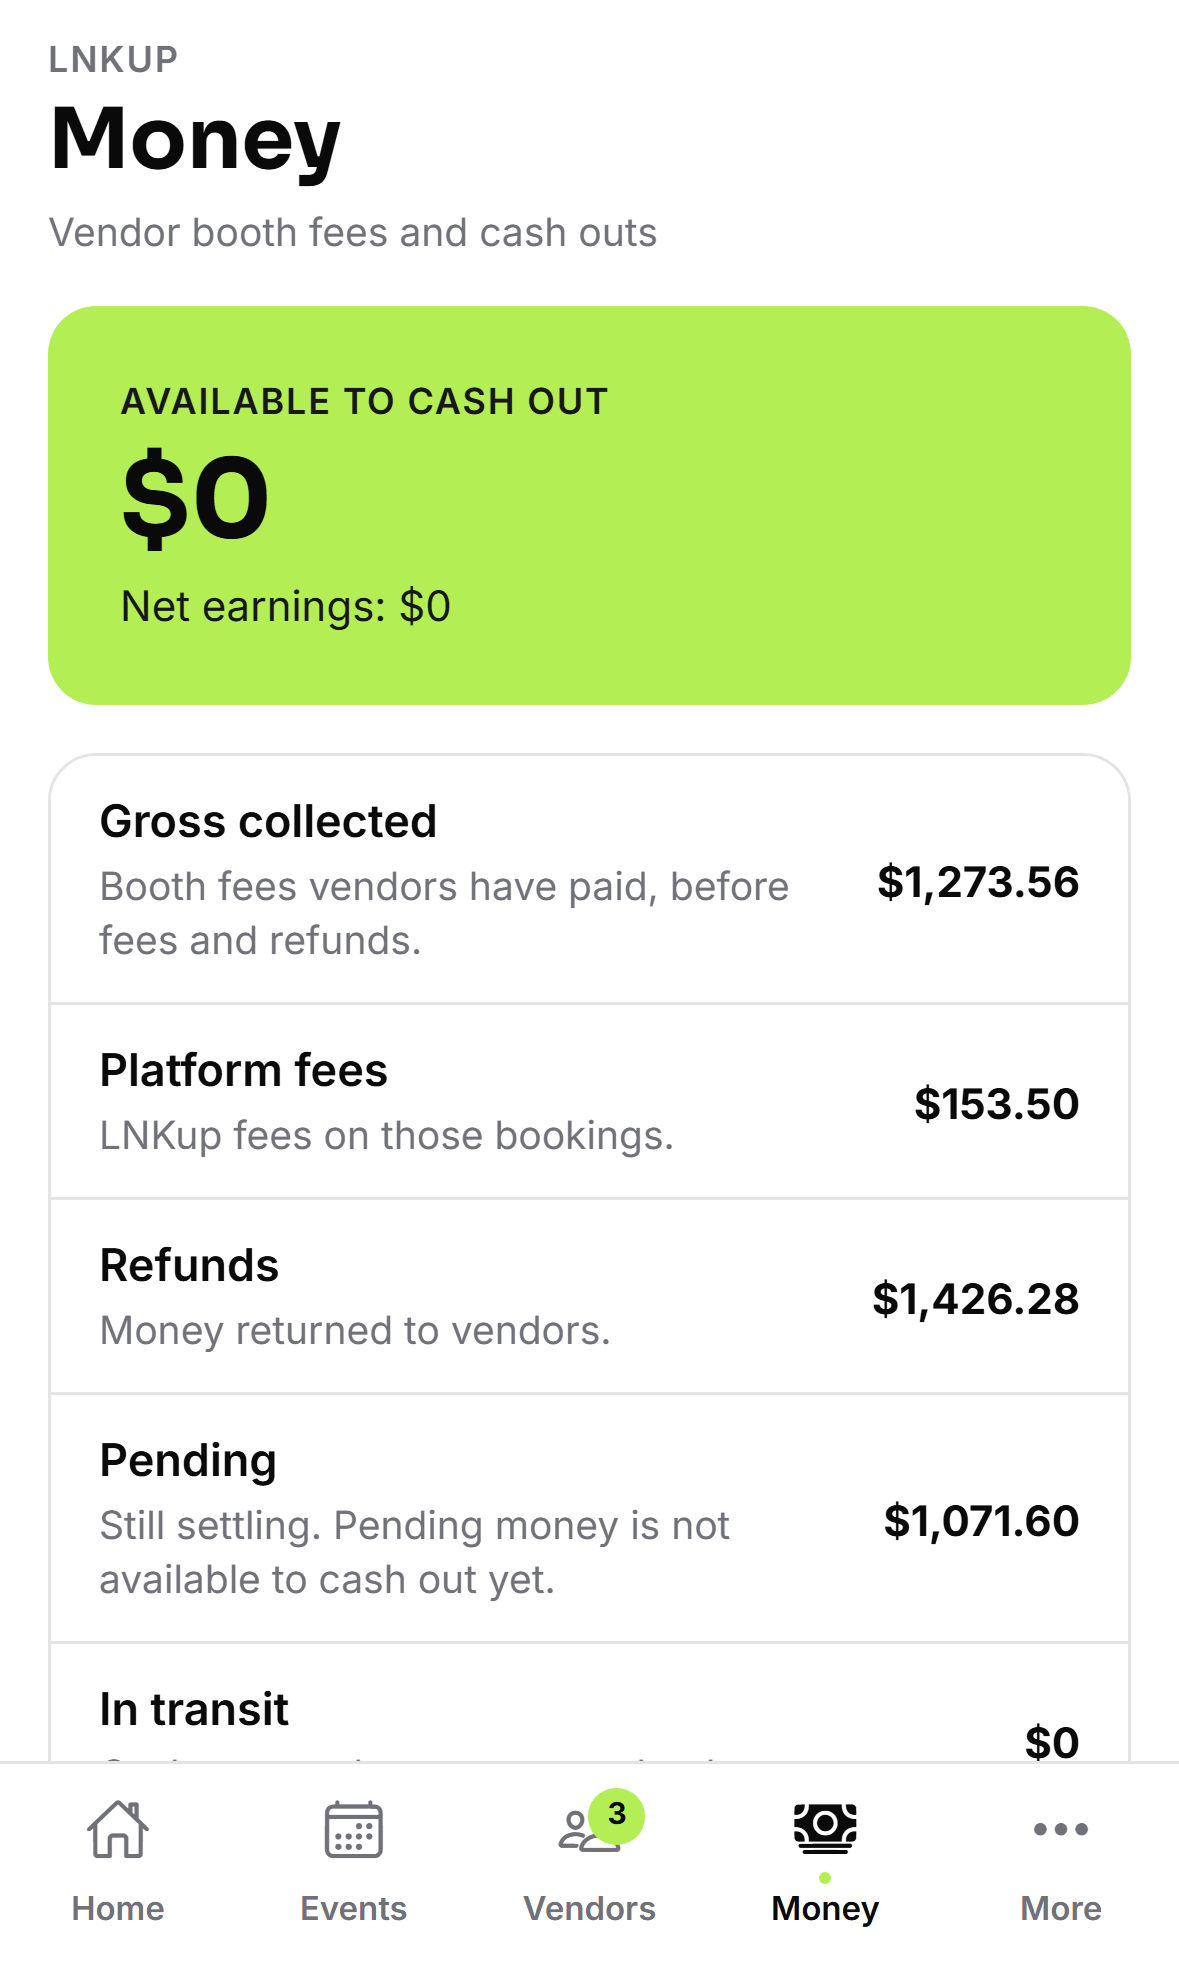 LNKUP
Money
Vendor booth fees and cash outs
AVAILABLE TO CASH OUT
$0
Net earnings: $0
Gross collected
Booth fees vendors have paid, before
fees and refunds.
$1,273.56
Platform fees
LNKup fees on those bookings.
$153.50
Refunds
Money returned to vendors.
$1,426.28
Pending
Still settling. Pending money is not
available to cash out yet.
$1,071.60
In transit
$0
3
Home
Events
Vendors
Money
More